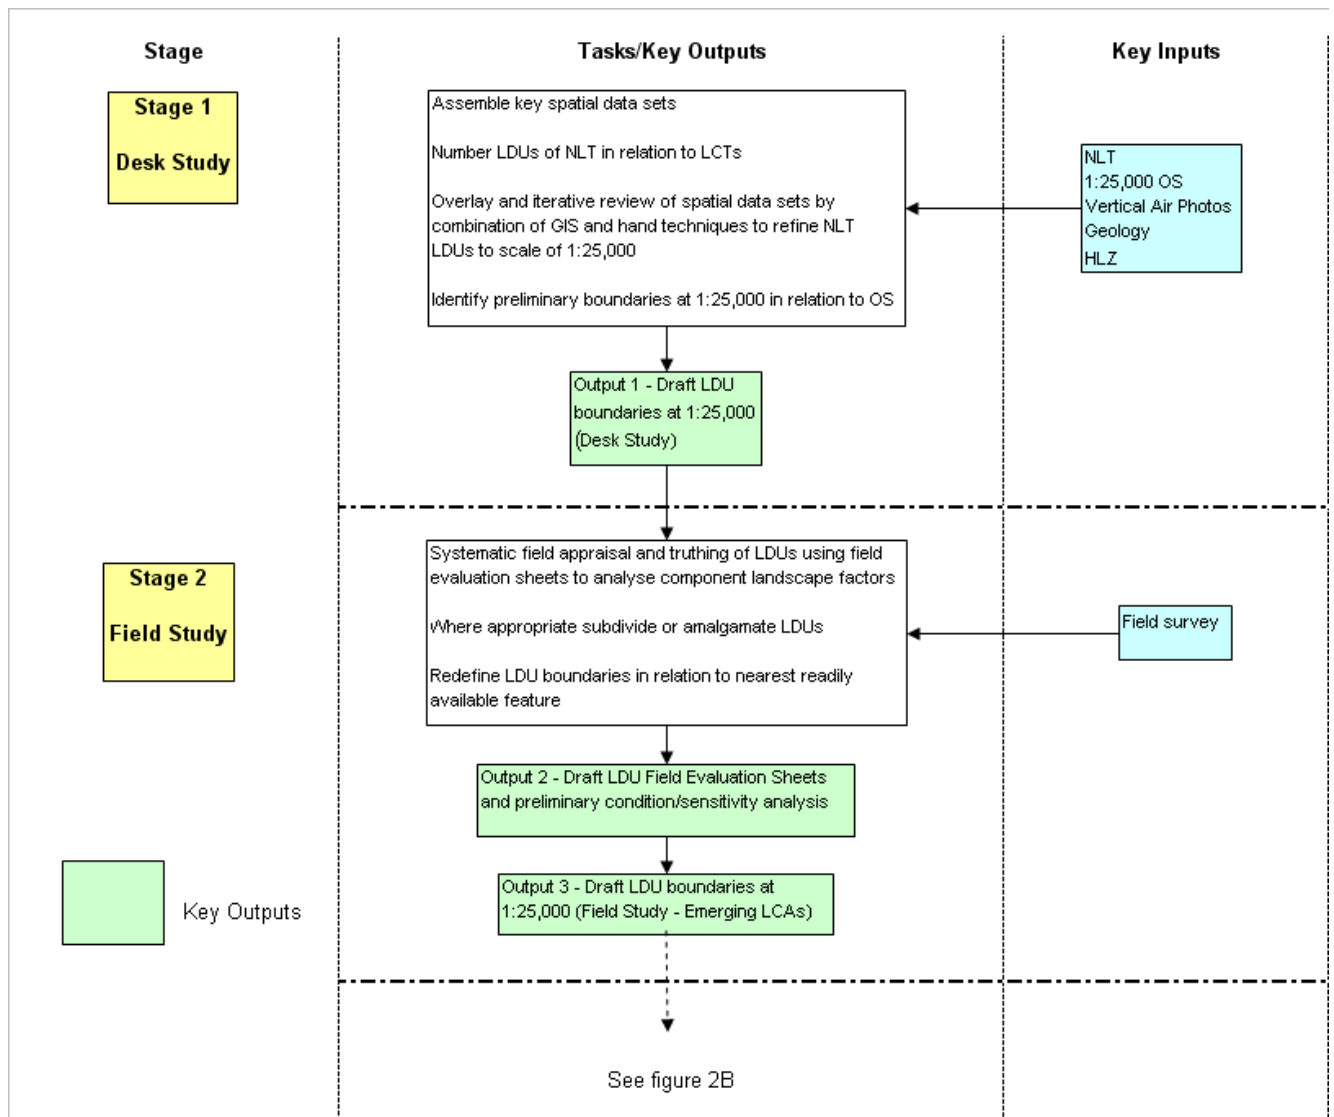 Stage
Tasks/Key Outputs
Key Inputs
Stage 1
Desk Study
Assemble key spatial data sets
Number LDUs of NLT in relation to LCTs
Overlay and iterative review of spatial data sets by
combination of GIS and hand techniques to refine NLT
LDUs to scale of 1:25,000
Identify preliminary boundaries at 1:25,000 in relation to OS
NLT
1:25,000 OS
Vertical Air Photos
Geology
HLZ
Output 1 - Draft LDU
boundaries at 1:25,000
(Desk Study)
Stage 2
Field Study
Systematic field appraisal and truthing of LDUs using field
evaluation sheets to analyse component landscape factors
Where appropriate subdivide or amalgamate LDUs
Redefine LDU boundaries in relation to nearest readily
available feature
Field survey
Output 2 - Draft LDU Field Evaluation Sheets
and preliminary condition/sensitivity analysis
Output 3 - Draft LDU boundaries at
1:25,000 (Field Study - Emerging LCAs)
Key Outputs
See figure 2B